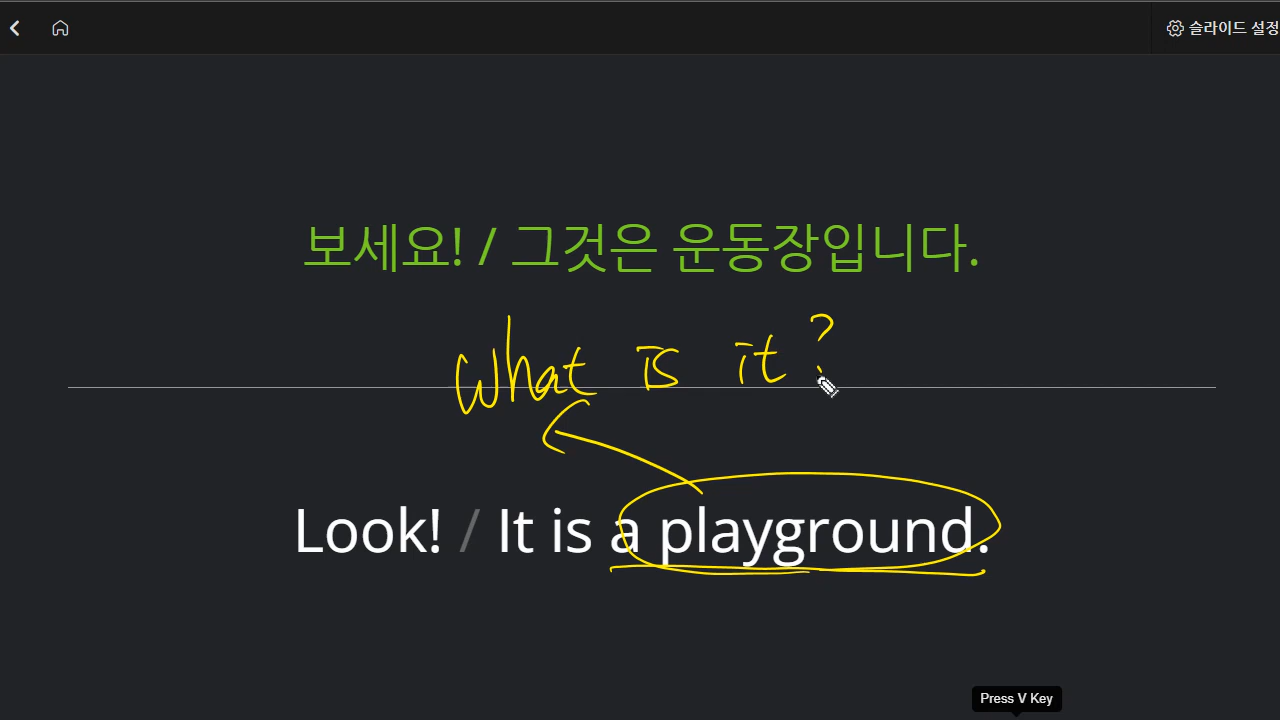 슬라이드 설정
보세요! / 그것은 운동장입니다.
What is it?
Look! / It is a playground.
Press V Key